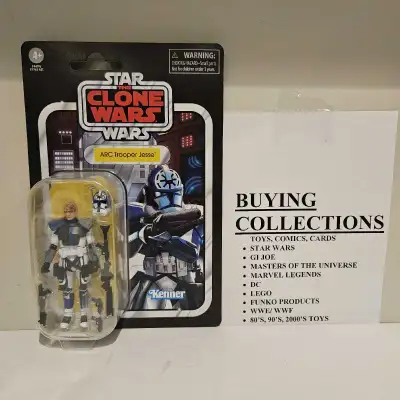 WARNING:
STAR
THE
CLONE
WARS
WARS
ARC Trooper Jesse
Kenner
BUYING
COLLECTIONS
TOYS, COMICS, CARDS
• STAR WARS
• GI JOE
• MASTERS OF THE UNIVERSE
• MARVEL LEGENDS
• DC
• LEGO
• FUNKO PRODUCTS
• WWE/ WWF
• 80'S, 90'S, 2000'S TOYS